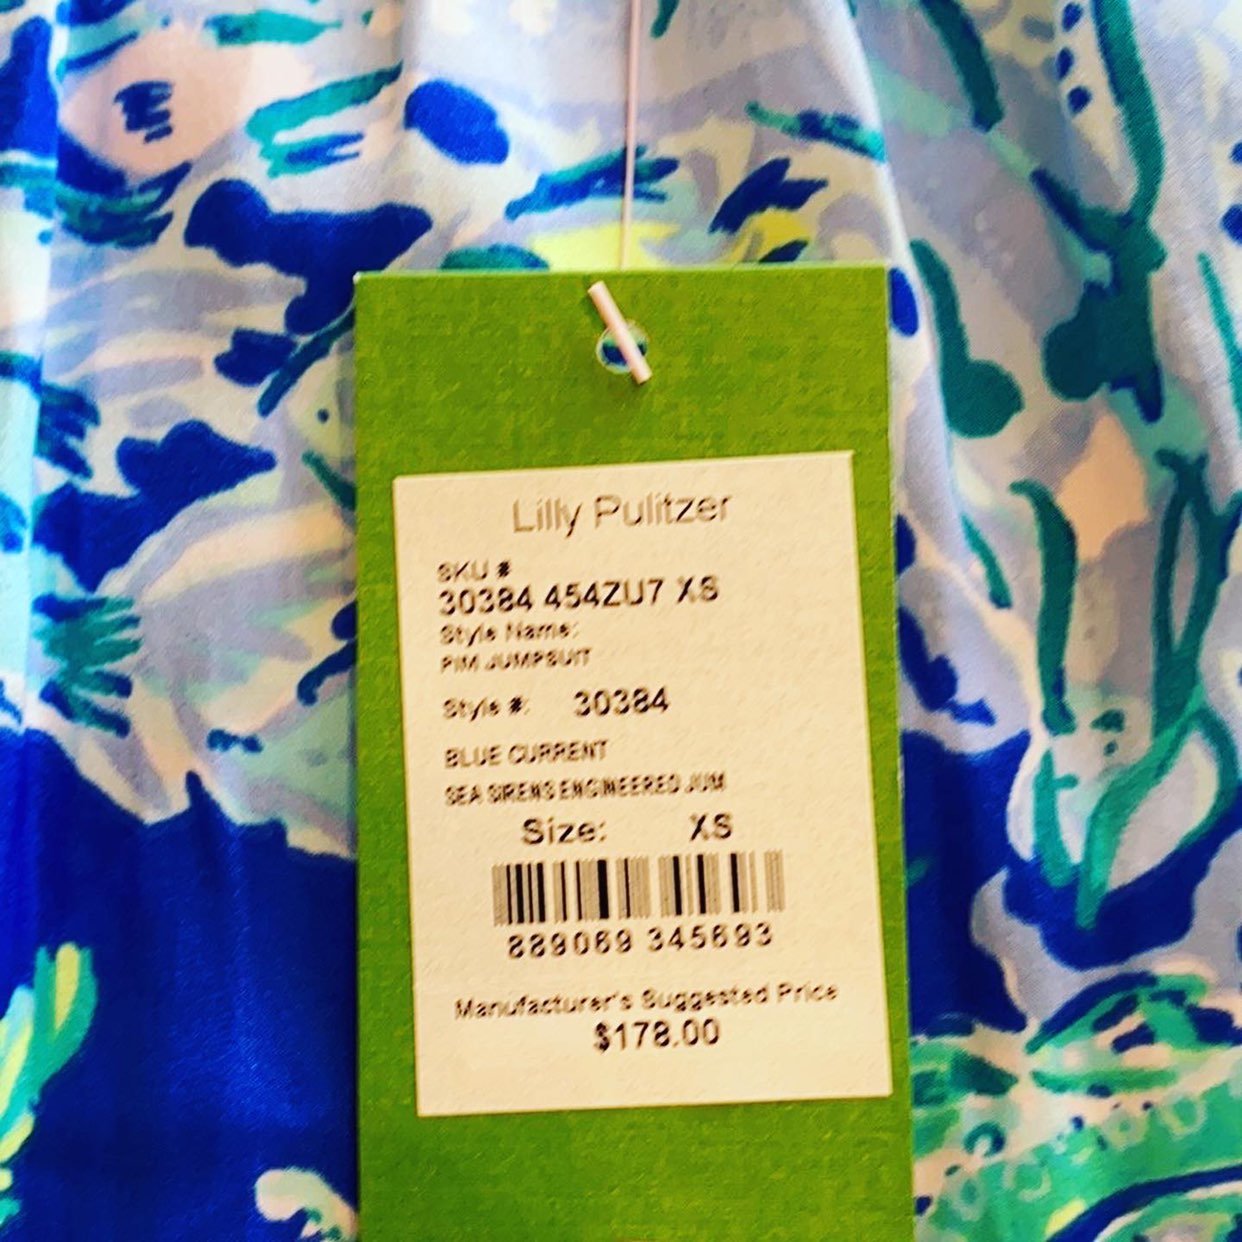 Lilly Pulitzer
SKU #
30384 454ZU7 XS
Style Name:
PIM JUMPSUIT
Style #: 30384
BLUE CURRENT
SEA SIRENS ENGINEERED JUM
Size: XS
889069 345693
Manufacturer's Suggested Price
$178.00